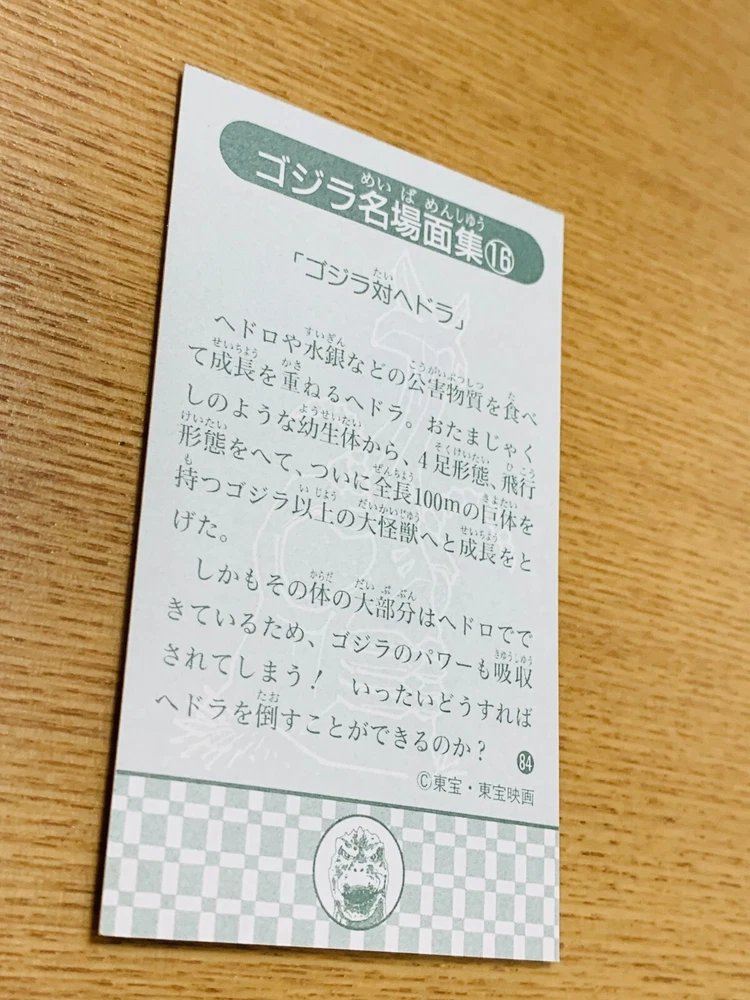 ゴジラ名場面集⑯
「ゴジラ対ヘドラ」
ヘドロや水銀などの公害物質を食べ
て成長を重ねるヘドラ。おたまじゃく
しのような幼生体から、4足形態、飛行
形態をへて、ついに全長100mの巨体を
持つゴジラ以上の大怪獣へと成長をと
げた。
しかもその体の大部分はヘドロでで
きているため、ゴジラのパワーも吸収
されてしまう！　いったいどうすれば
ヘドラを倒すことができるのか？
84
©東宝・東宝映画